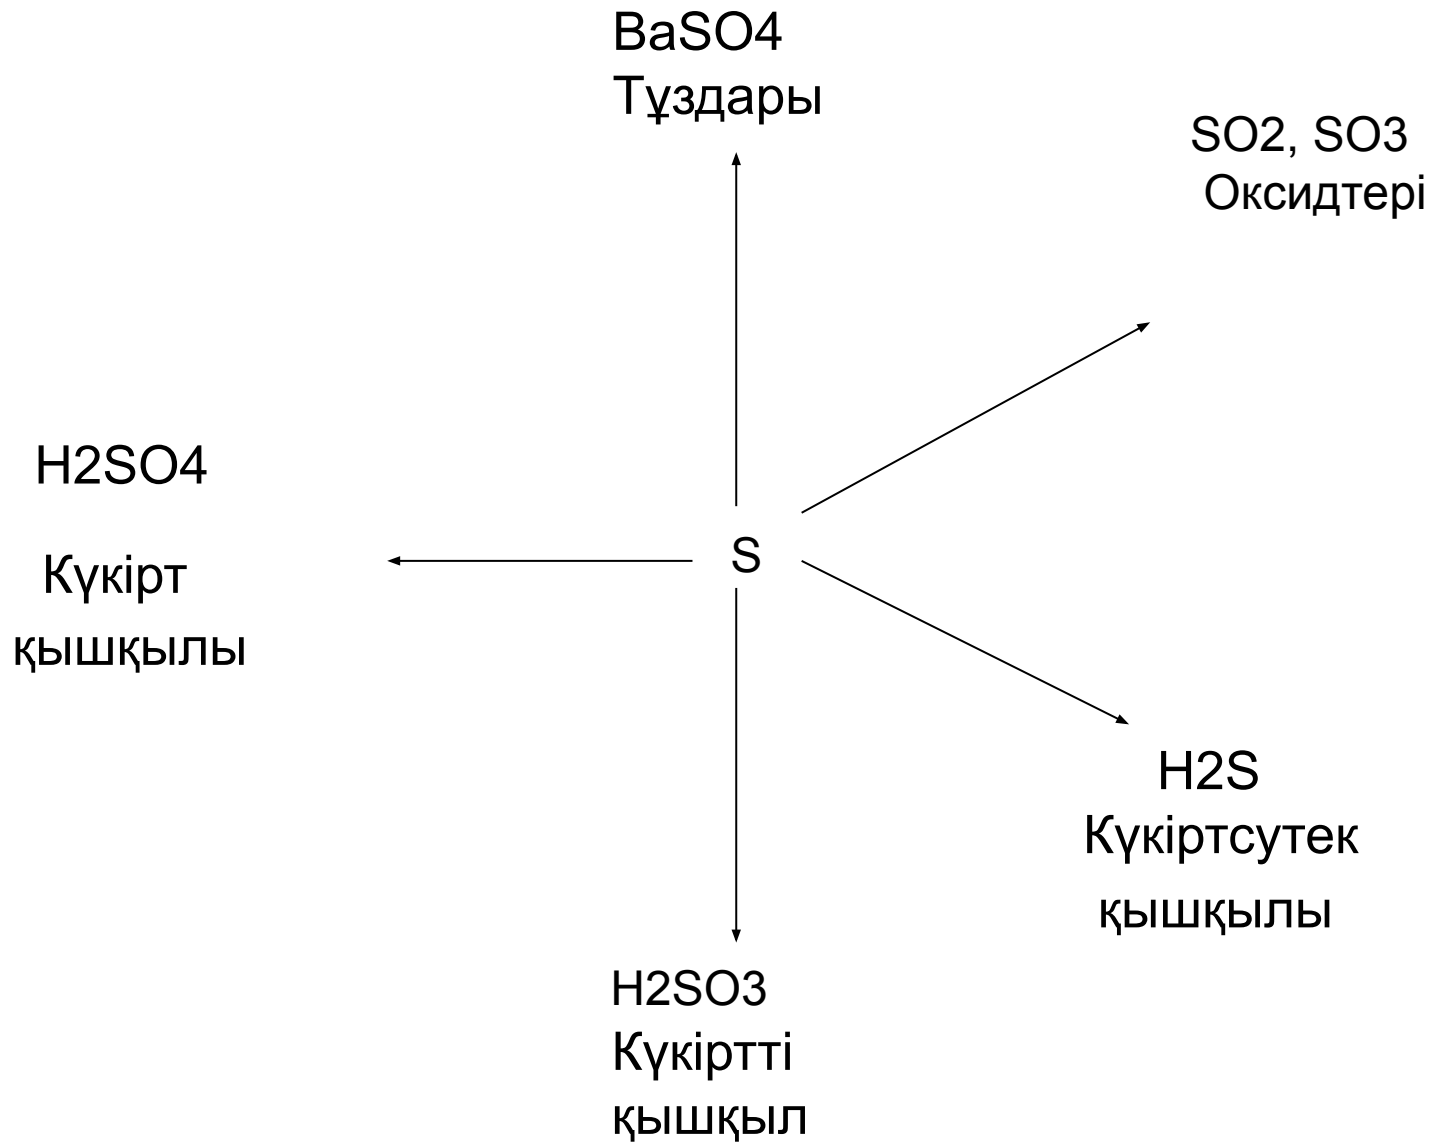 BaSO4
Тұздары
SO2, SO3
Оксидтері
H2SO4
Күкірт
қышқылы
S
H2S
Күкіртсутек
қышқылы
H2SO3
Күкіртті
қышқыл